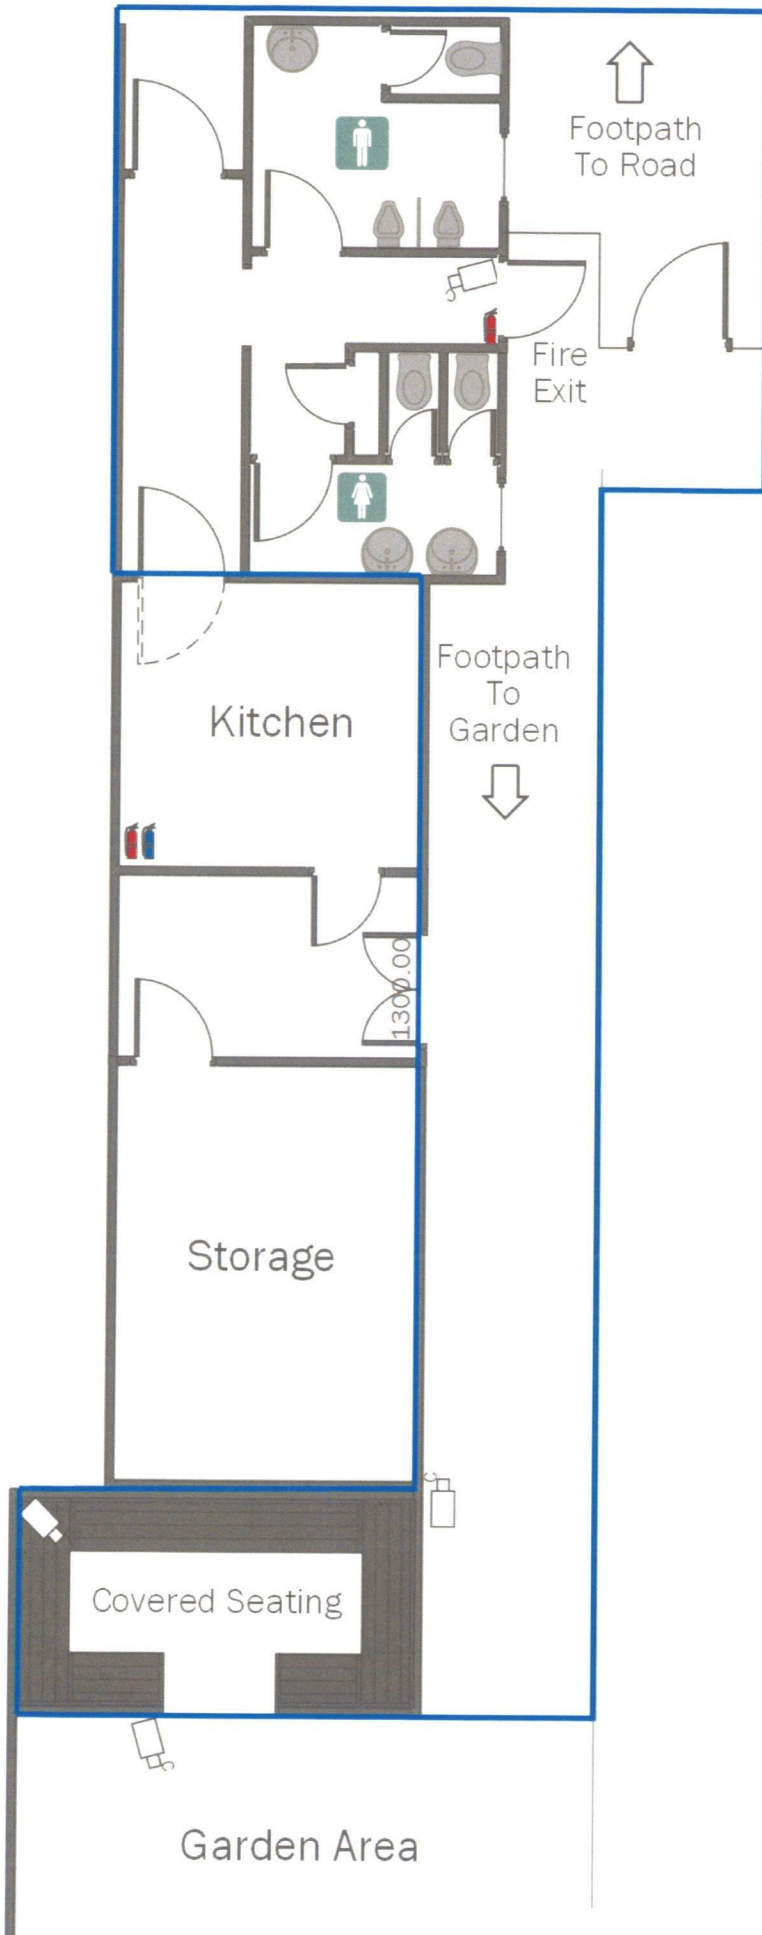 Footpath
To Road
Fire
Exit
Footpath
To
Garden
Kitchen
1300.00
Storage
Covered Seating
Garden Area